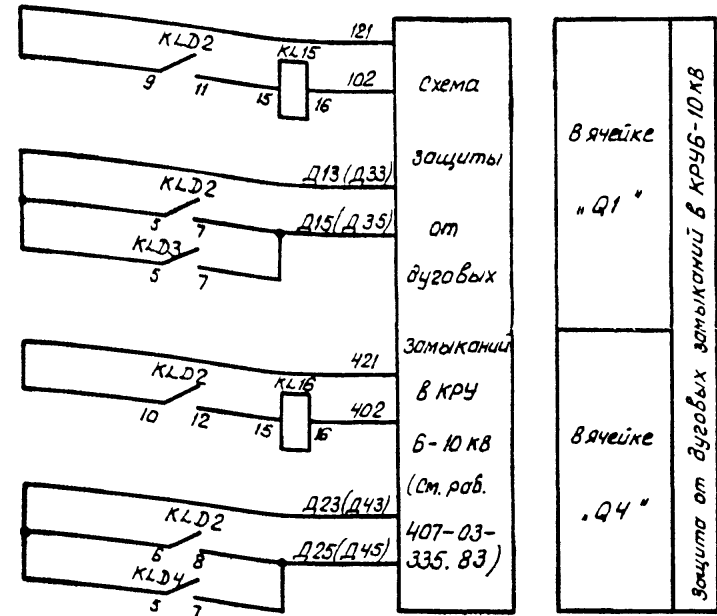 121
KLD2
KL15
9
11
15
16
102
Д13(Д33)
KLD2
5
7
Д15(Д35)
KLD3
5
7
421
KLD2
KL16
10
12
15
16
402
Д23(Д43)
KLD2
6
8
Д25(Д45)
KLD4
5
7
Схема
защиты
от
дуговых
замыканий
в КРУ
6-10 кв
(См. раб.
407-03-
335.83)
В ячейке
„Q1"
В ячейке
„Q4"
Защита от дуговых замыканий в КРУ6-10кв